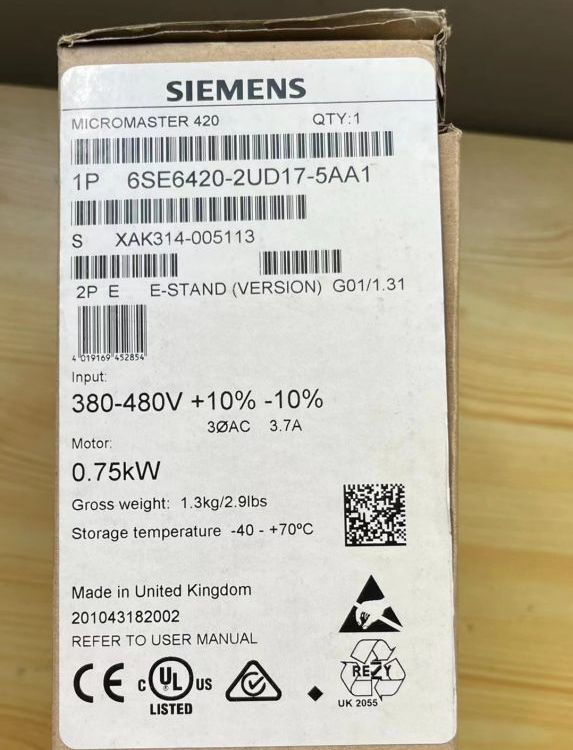 SIEMENS
MICROMASTER 420 QTY:1
1P 6SE6420-2UD17-5AA1
S XAK314-005113
2P E E-STAND (VERSION) G01/1.31
4 019169 452854
Input:
380-480V +10% -10%
3ØAC 3.7A
Motor:
0.75kW
Gross weight: 1.3kg/2.9lbs
Storage temperature -40 - +70ºC
Made in United Kingdom
201043182002
REFER TO USER MANUAL
CE C UL US LISTED
RE-Y
UK 2055